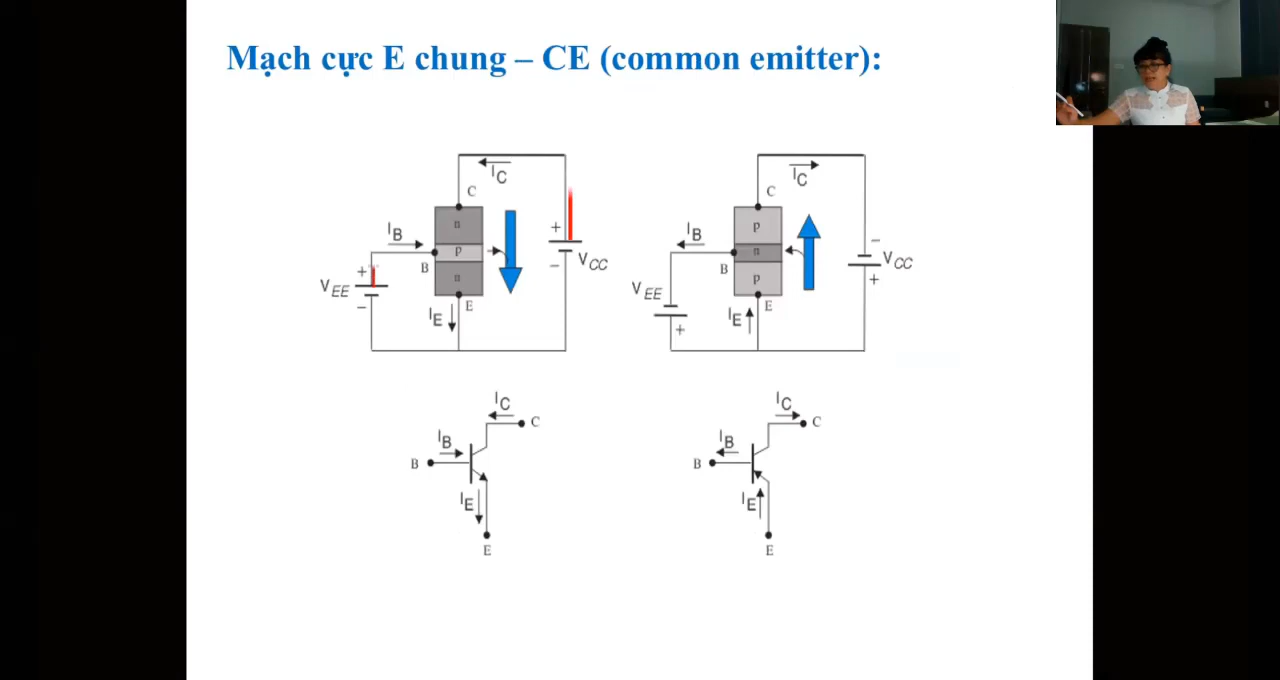 Mạch cực E chung – CE (common emitter):
IC
C
n
IB
p
B
n
+
VEE
–
E
IE
+
–
VCC
IC
C
p
IB
n
B
p
VEE
+
E
IE
–
VCC
+
IC
C
IB
B
IE
E
IC
C
IB
B
IE
E